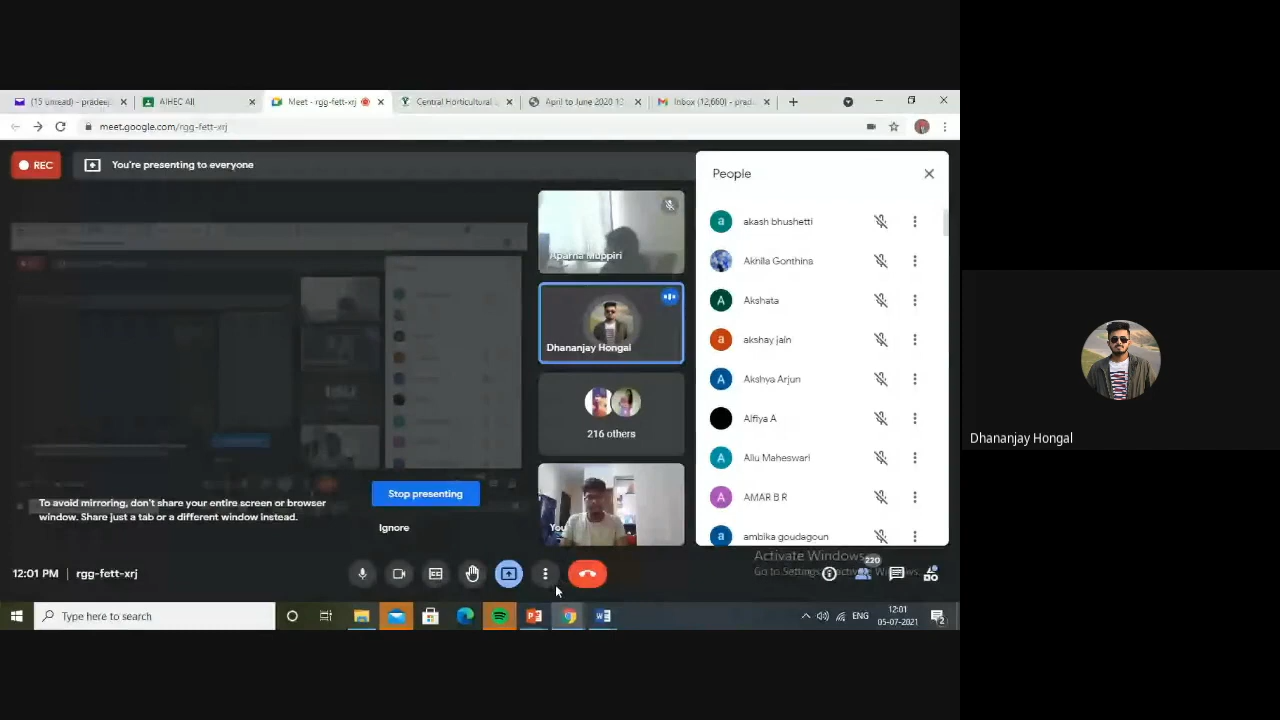 (15 unread) - pradeej
AIHEC All
Meet - rgg-fett-xrj
Central Horticultural
April to June 2020 13
Inbox (12,660) - prad
meet.google.com/rgg-fett-xrj
REC
You're presenting to everyone
People
Aparna Muppiri
Dhananjay Hongal
216 others
You
akash bhushetti
Akhila Gonthina
Akshata
akshay jain
Akshya Arjun
Alfiya A
Allu Maheswari
AMAR B R
ambika goudagoun
To avoid mirroring, don't share your entire screen or browser
window. Share just a tab or a different window instead.
Stop presenting
Ignore
Activate Windows
Go to Settings
220
12:01 PM | rgg-fett-xrj
Type here to search
ENG
12:01
05-07-2021
2
Dhananjay Hongal